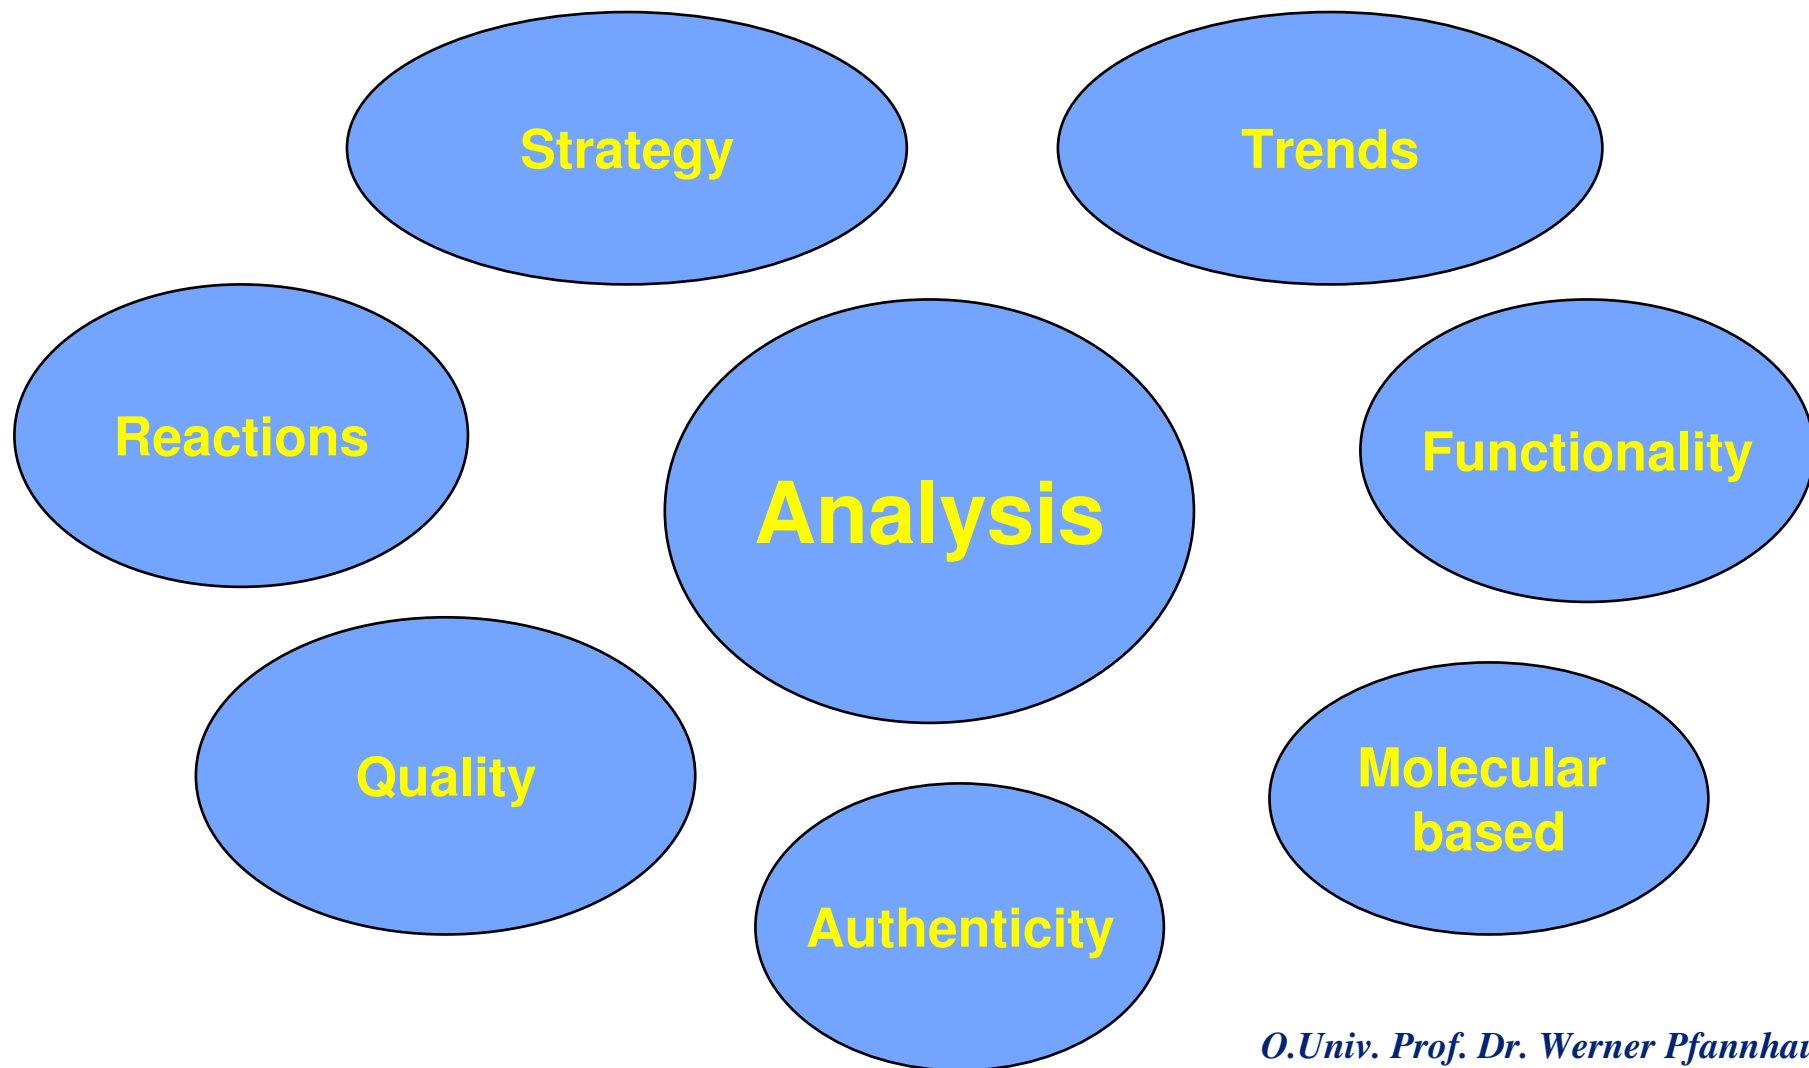 Strategy
Trends
Reactions
Functionality
Analysis
Quality
Molecular
based
Authenticity
O.Univ. Prof. Dr. Werner